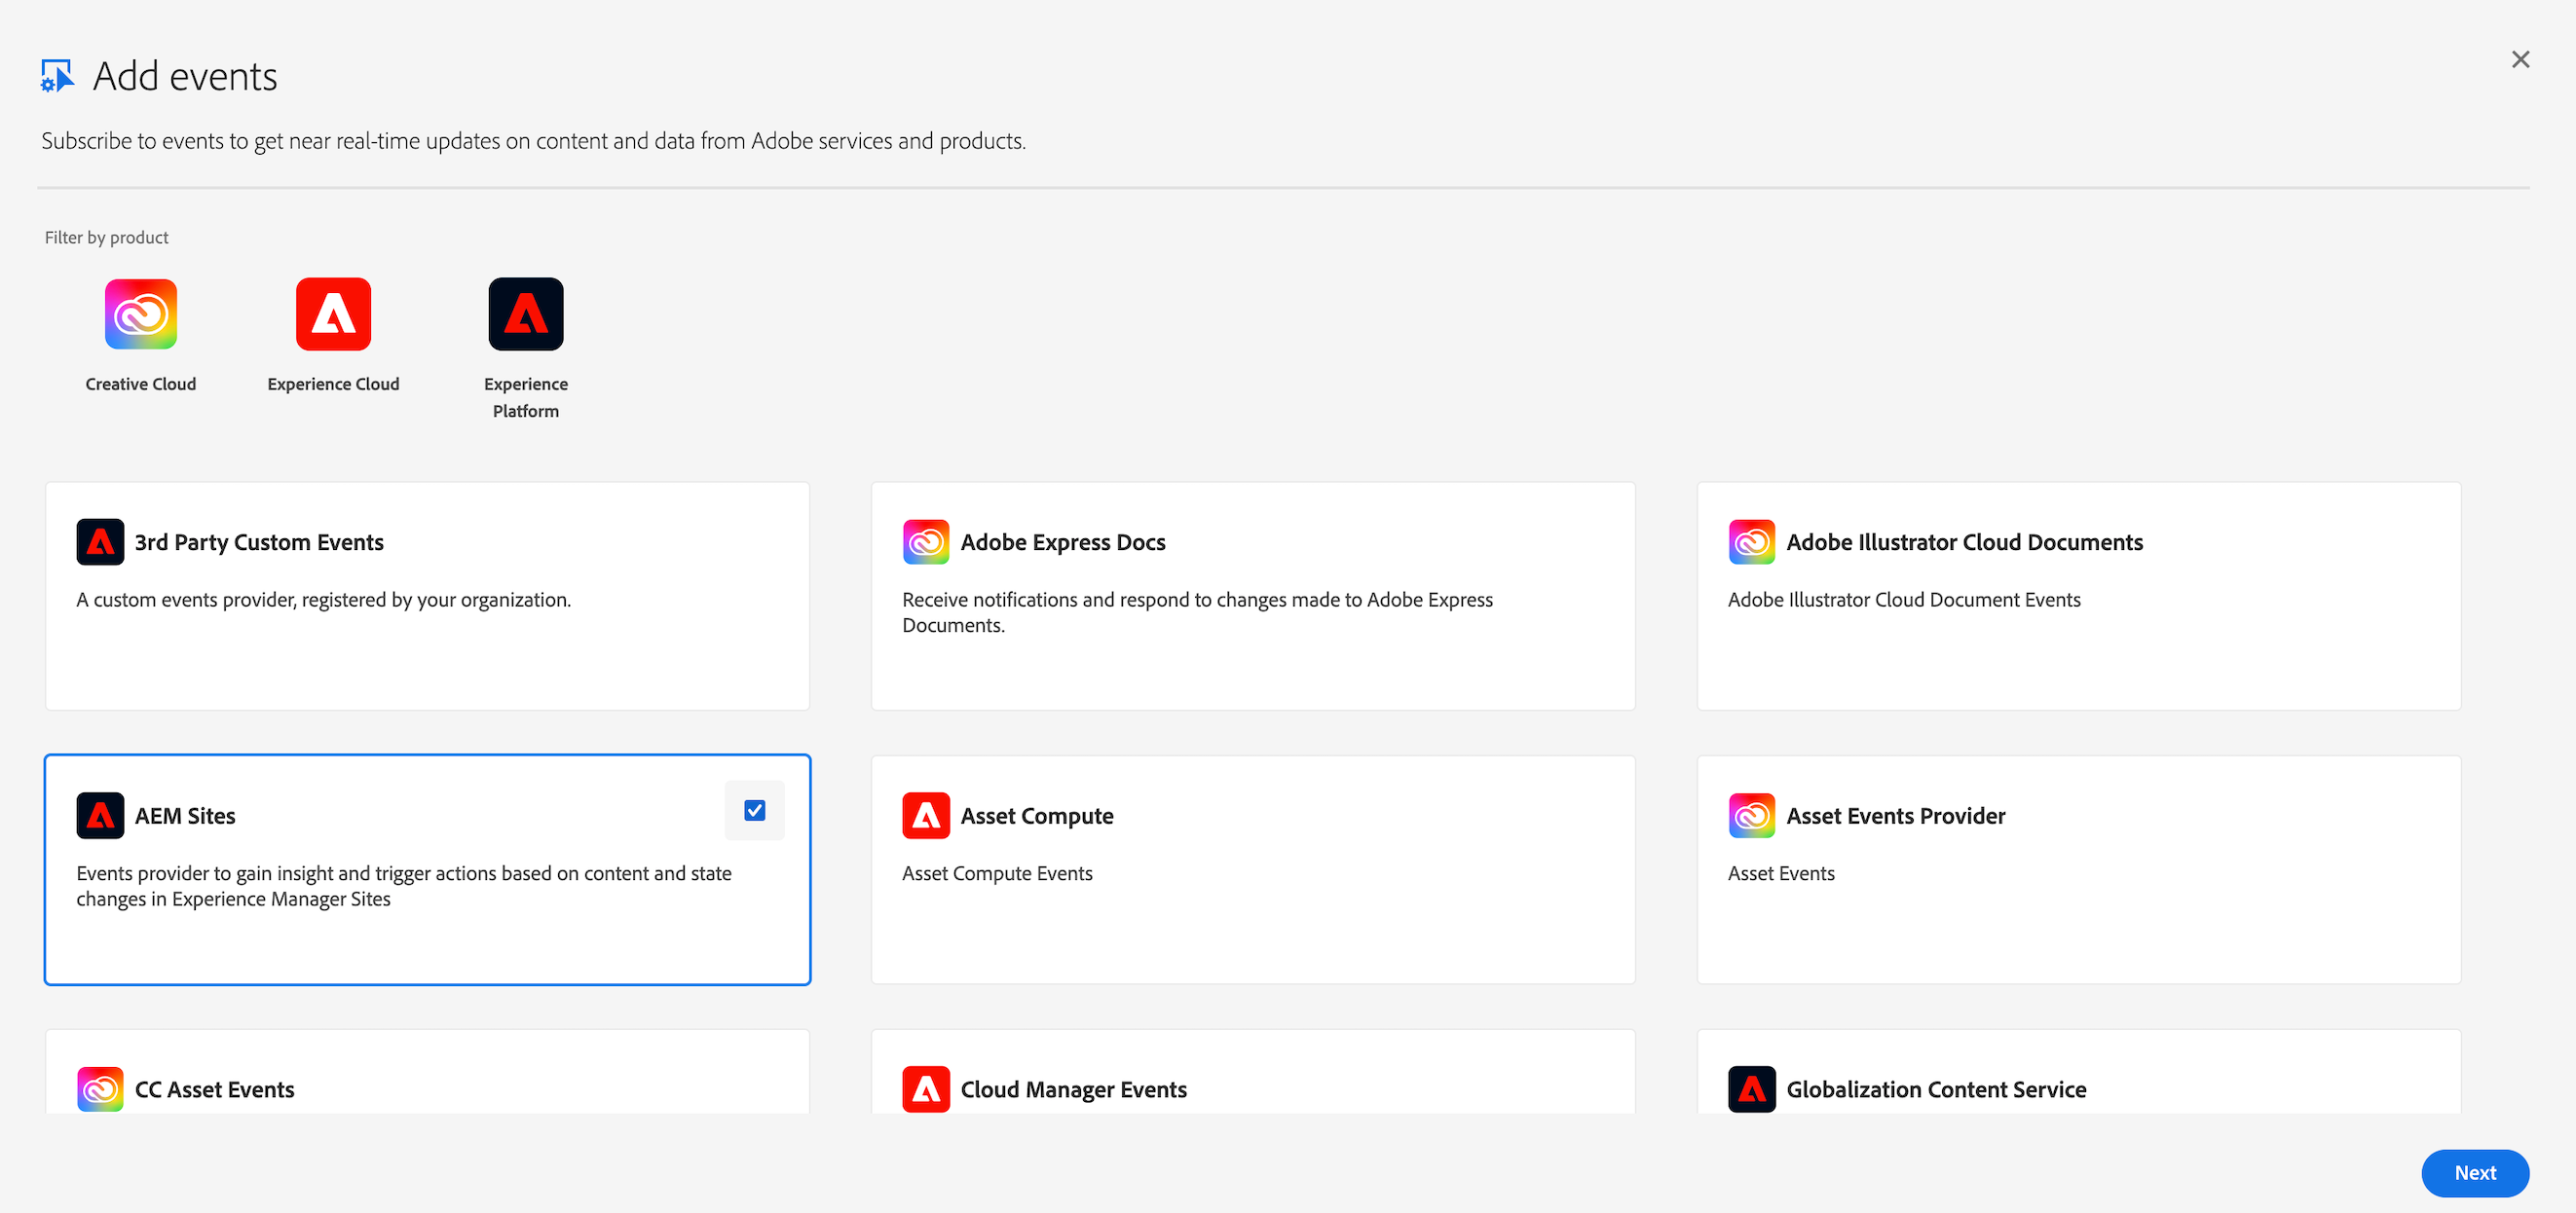 Add events
Subscribe to events to get near real-time updates on content and data from Adobe services and products.
Filter by product
Creative Cloud
Experience Cloud
Experience
Platform
3rd Party Custom Events
A custom events provider, registered by your organization.
Adobe Express Docs
Receive notifications and respond to changes made to Adobe Express
Documents.
Adobe Illustrator Cloud Documents
Adobe Illustrator Cloud Document Events
AEM Sites
Events provider to gain insight and trigger actions based on content and state
changes in Experience Manager Sites
Asset Compute
Asset Compute Events
Asset Events Provider
Asset Events
CC Asset Events
Cloud Manager Events
Globalization Content Service
Next